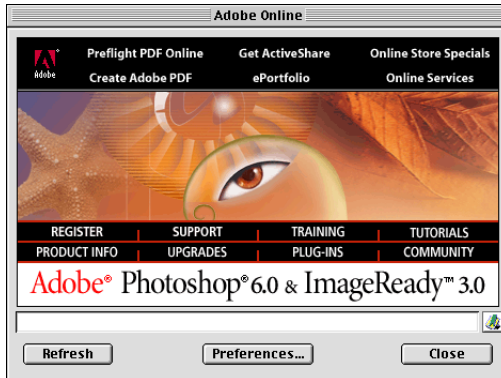 Adobe Online
Preflight PDF Online Get ActiveShare Online Store Specials
Adobe
Create Adobe PDF ePortfolio Online Services
REGISTER SUPPORT TRAINING TUTORIALS
PRODUCT INFO UPGRADES PLUG-INS COMMUNITY
Adobe® Photoshop® 6.0 & ImageReady™ 3.0
Refresh Preferences... Close